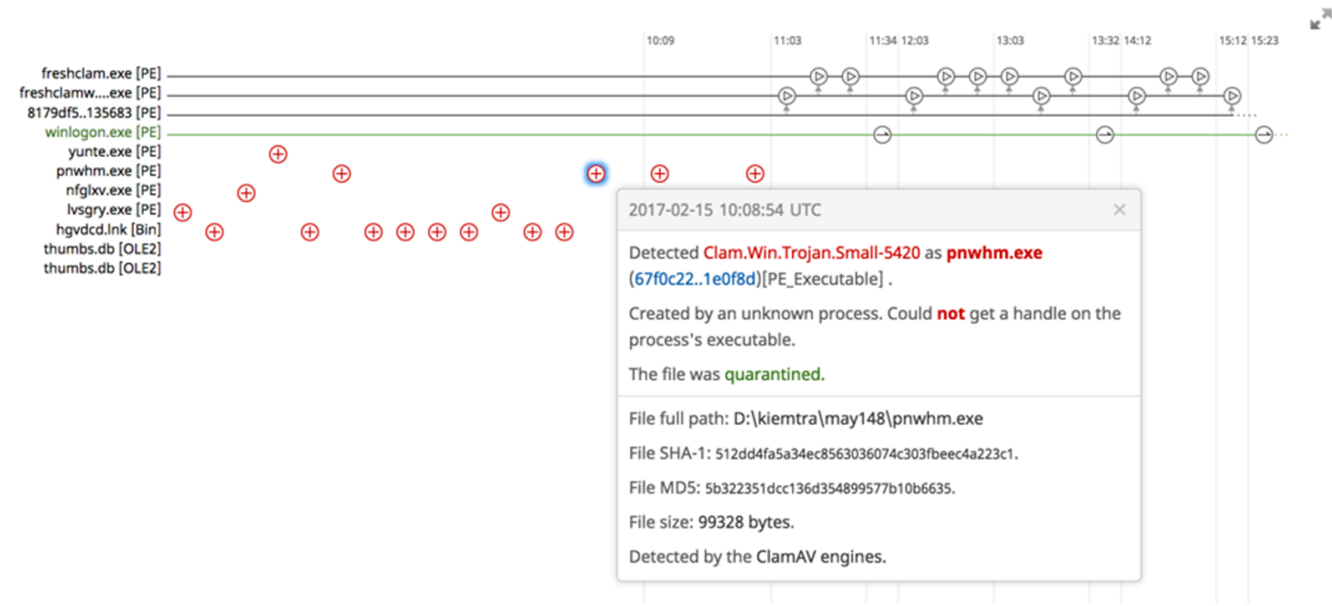 10:09 11:03 11:34 12:03 13:03 13:32 14:12 15:12 15:23
freshclam.exe [PE]
freshclamw....exe [PE]
8179df5..135683 [PE]
winlogon.exe [PE]
yunte.exe [PE]
pnwhm.exe [PE]
nfglxv.exe [PE]
lvsgry.exe [PE]
hgvdcd.lnk [Bin]
thumbs.db [OLE2]
thumbs.db [OLE2]
2017-02-15 10:08:54 UTC
Detected Clam.Win.Trojan.Small-5420 as pnwhm.exe
(67f0c22..1e0f8d)[PE_Executable] .
Created by an unknown process. Could not get a handle on the
process's executable.
The file was quarantined.
File full path: D:\kiemtra\may148\pnwhm.exe
File SHA-1: 512dd4fa5a34ec8563036074c303fbeec4a223c1.
File MD5: 5b322351dcc136d354899577b10b6635.
File size: 99328 bytes.
Detected by the ClamAV engines.